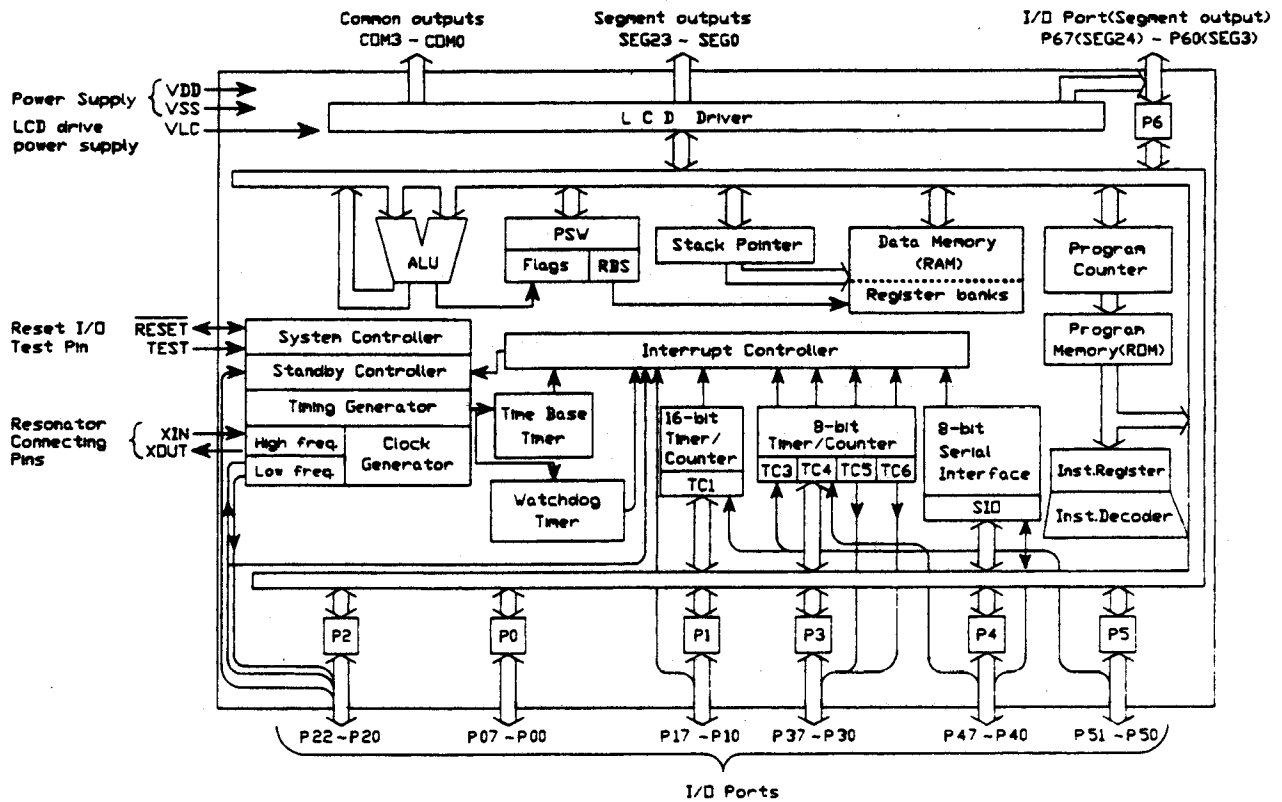 Common outputs
COM3 - COM0
Segment outputs
SEG23 - SEG0
I/O Port(Segment output)
P67(SEG24) - P60(SEG3)
Power Supply
VDD
VSS
LCD drive
power supply
VLC
LCD Driver
P6
ALU
PSW
Flags
RBS
Stack Pointer
Data Memory
(RAM)
Register banks
Program
Counter
Program
Memory(ROM)
Reset I/O
Test Pin
RESET
TEST
System Controller
Standby Controller
Timing Generator
High freq.
Low freq.
Clock
Generator
Resonator
Connecting
Pins
XIN
XOUT
Interrupt Controller
Time Base
Timer
Watchdog
Timer
16-bit
Timer/
Counter
TC1
8-bit
Timer/Counter
TC3
TC4
TC5
TC6
8-bit
Serial
Interface
SIO
Inst.Register
Inst.Decoder
P2
P0
P1
P3
P4
P5
P22 ~P20
P07 ~P00
P17 ~P10
P37 ~P30
P47 ~P40
P51 ~P50
I/O Ports